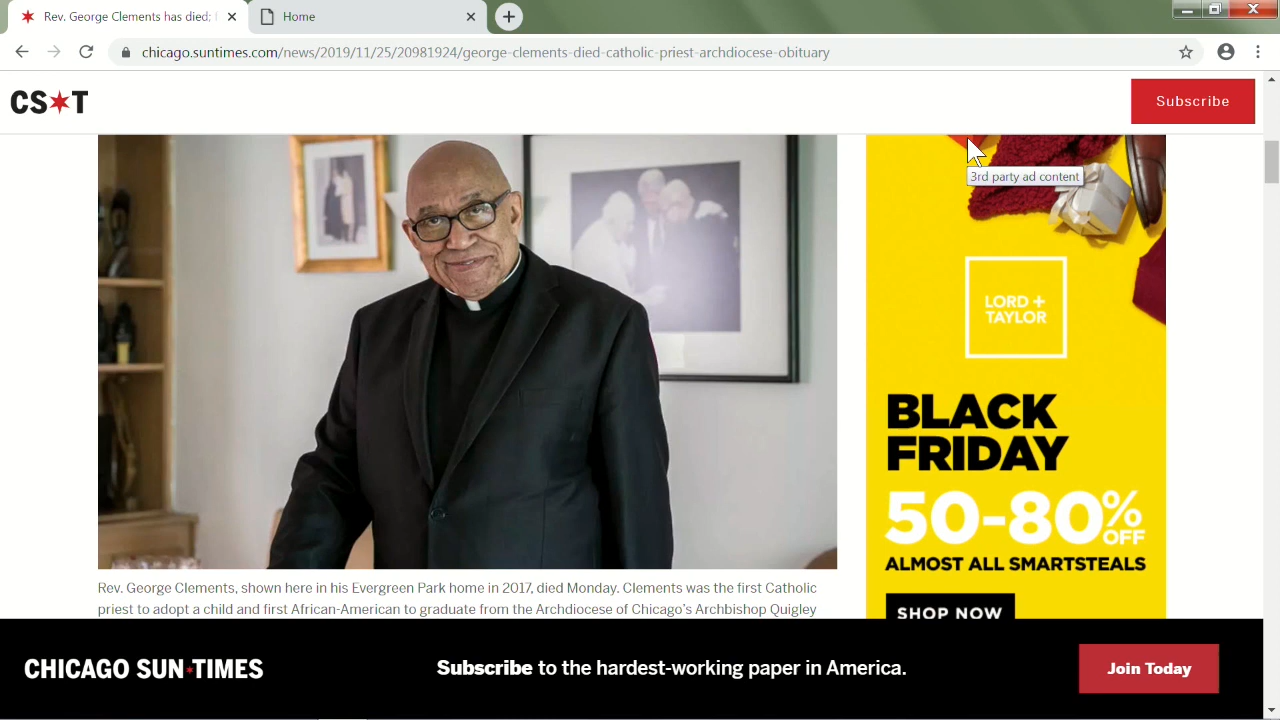 Rev. George Clements has died;
Home
chicago.suntimes.com/news/2019/11/25/20981924/george-clements-died-catholic-priest-archdiocese-obituary
CS T
Subscribe
3rd party ad content
LORD +
TAYLOR
BLACK
FRIDAY
50-80% OFF
ALMOST ALL SMARTSTEALS
SHOP NOW
Rev. George Clements, shown here in his Evergreen Park home in 2017, died Monday. Clements was the first Catholic
priest to adopt a child and first African-American to graduate from the Archdiocese of Chicago's Archbishop Quigley
CHICAGO SUN TIMES
Subscribe to the hardest-working paper in America.
Join Today